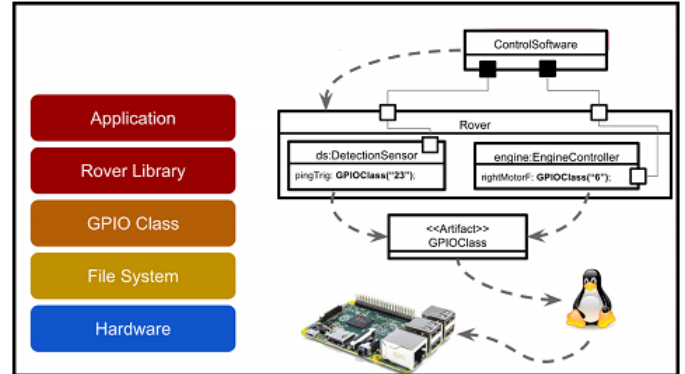 ControlSoftware
Application
Rover Library
GPIO Class
File System
Hardware
Rover
ds:DetectionSensor
pingTrig: GPIOClass("23");
engine:EngineController
rightMotorF: GPIOClass("6");
<<Artifact>>
GPIOClass